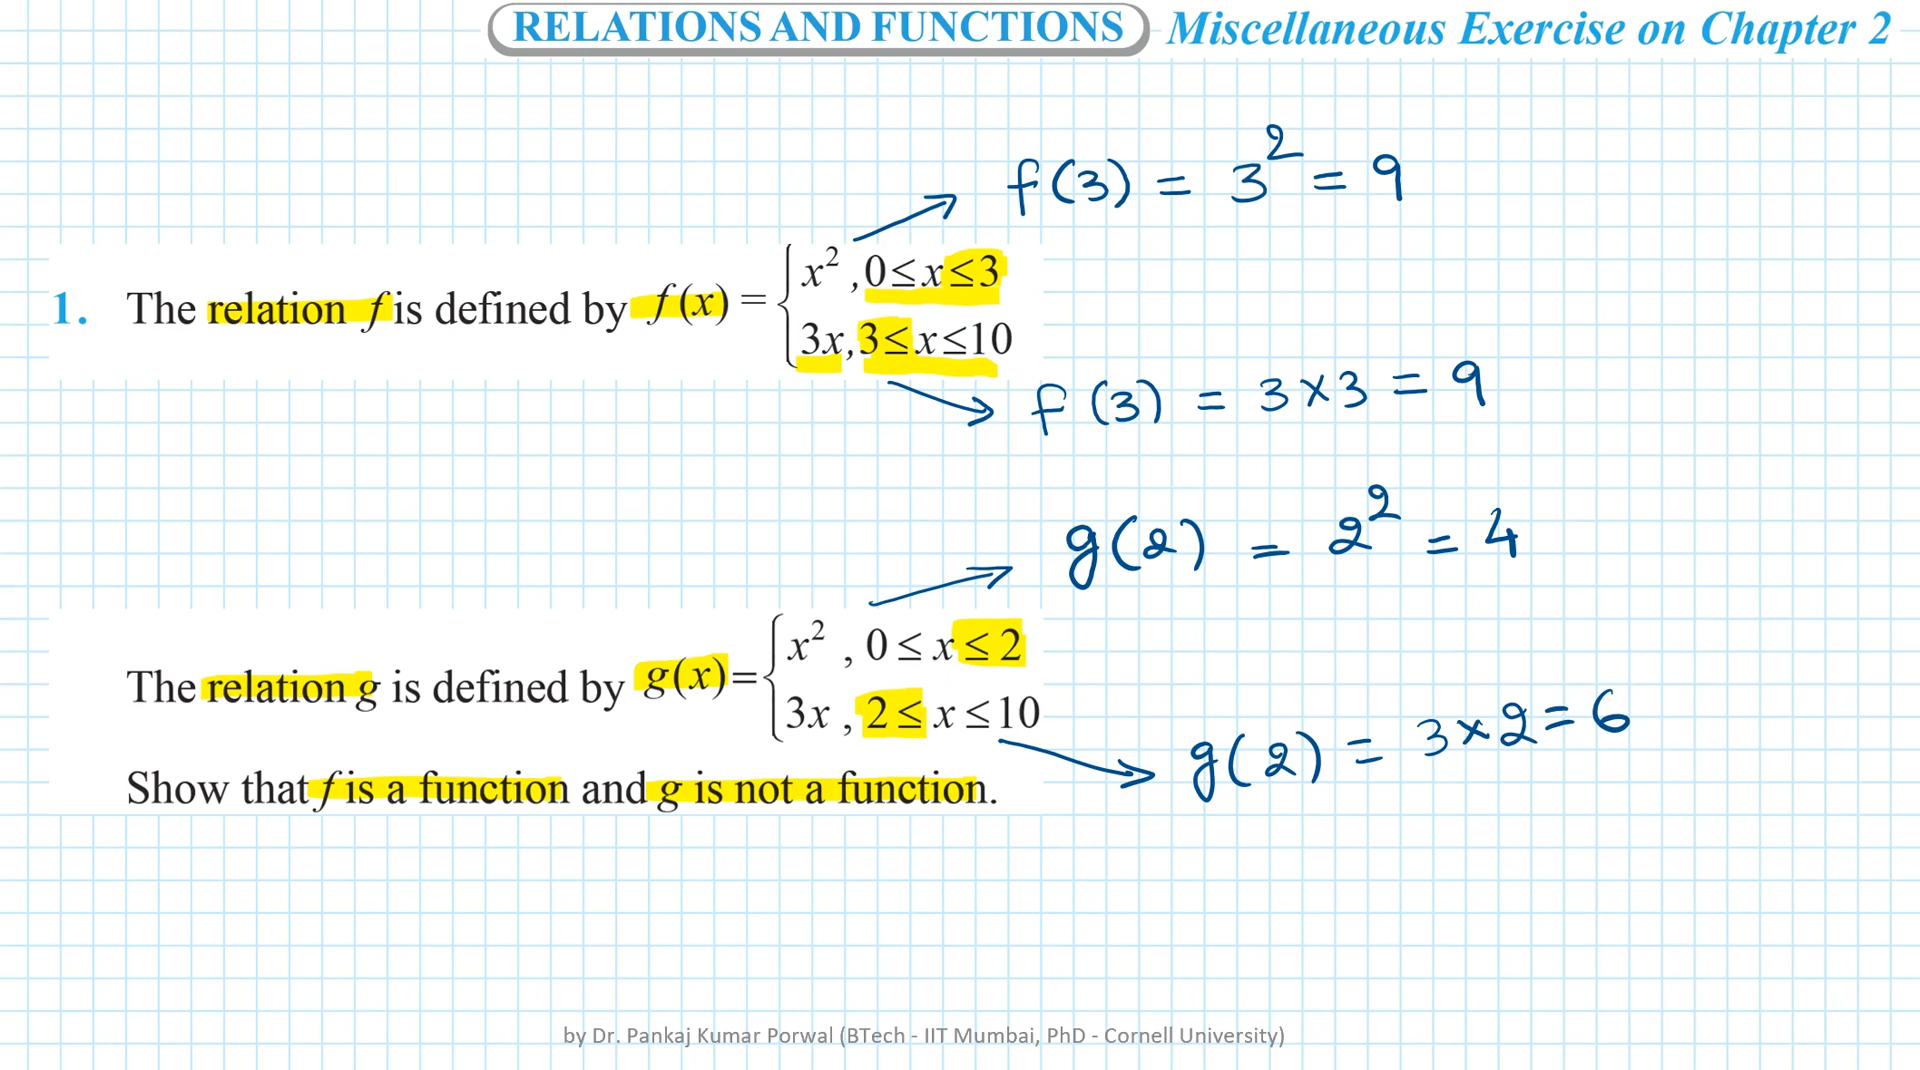 RELATIONS AND FUNCTIONS Miscellaneous Exercise on Chapter 2
f(3) = 3² = 9
1. The relation f is defined by f(x) = { x², 0≤x≤3
3x, 3≤x≤10
f(3) = 3×3 = 9
g(2) = 2² = 4
The relation g is defined by g(x) = { x², 0 ≤ x ≤ 2
3x, 2 ≤ x ≤ 10
g(2) = 3×2 = 6
Show that f is a function and g is not a function.
by Dr. Pankaj Kumar Porwal (BTech - IIT Mumbai, PhD - Cornell University)